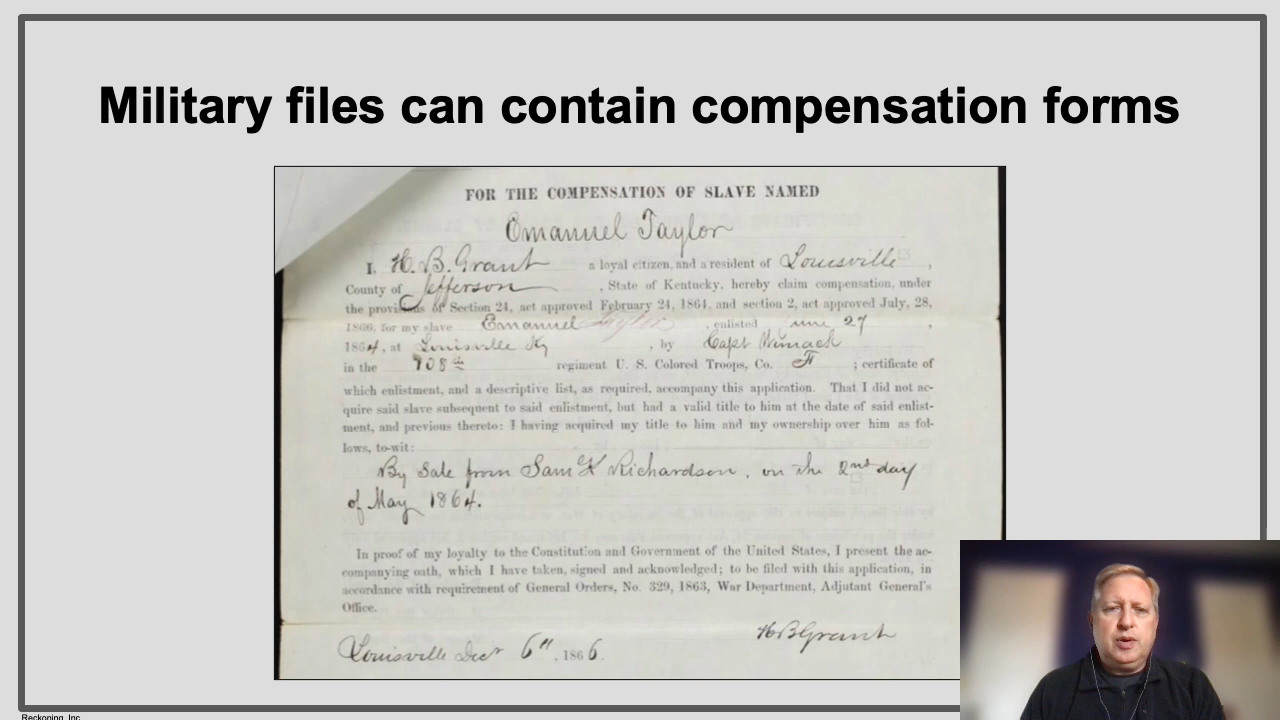 Military files can contain compensation forms
FOR THE COMPENSATION OF SLAVE NAMED
Emanuel Taylor
I, H. B. Grant a loyal citizen, and a resident of Louisville,
County of Jefferson, State of Kentucky, hereby claim compensation, under
the provisions of Section 24, act approved February 24, 1864, and section 2, act approved July, 28,
1866, for my slave Emanuel Taylor, enlisted June 27,
1864, at Louisville Ky, by Capt Womack
in the 108th regiment U. S. Colored Troops, Co. F; certificate of
which enlistment, and a descriptive list, as required, accompany this application. That I did not ac-
quire said slave subsequent to said enlistment, but had a valid title to him at the date of said enlist-
ment, and previous thereto: I having acquired my title to him and my ownership over him as fol-
lows, to-wit:
By Sale from Sam K Richardson, on the 2nd day
of May 1864.
In proof of my loyalty to the Constitution and Government of the United States, I present the ac-
companying oath, which I have taken, signed and acknowledged; to be filed with this application, in
accordance with requirement of General Orders, No. 329, 1863, War Department, Adjutant General's
Office.
H B Grant
Louisville Decr 6", 1866.
Reckoning, Inc